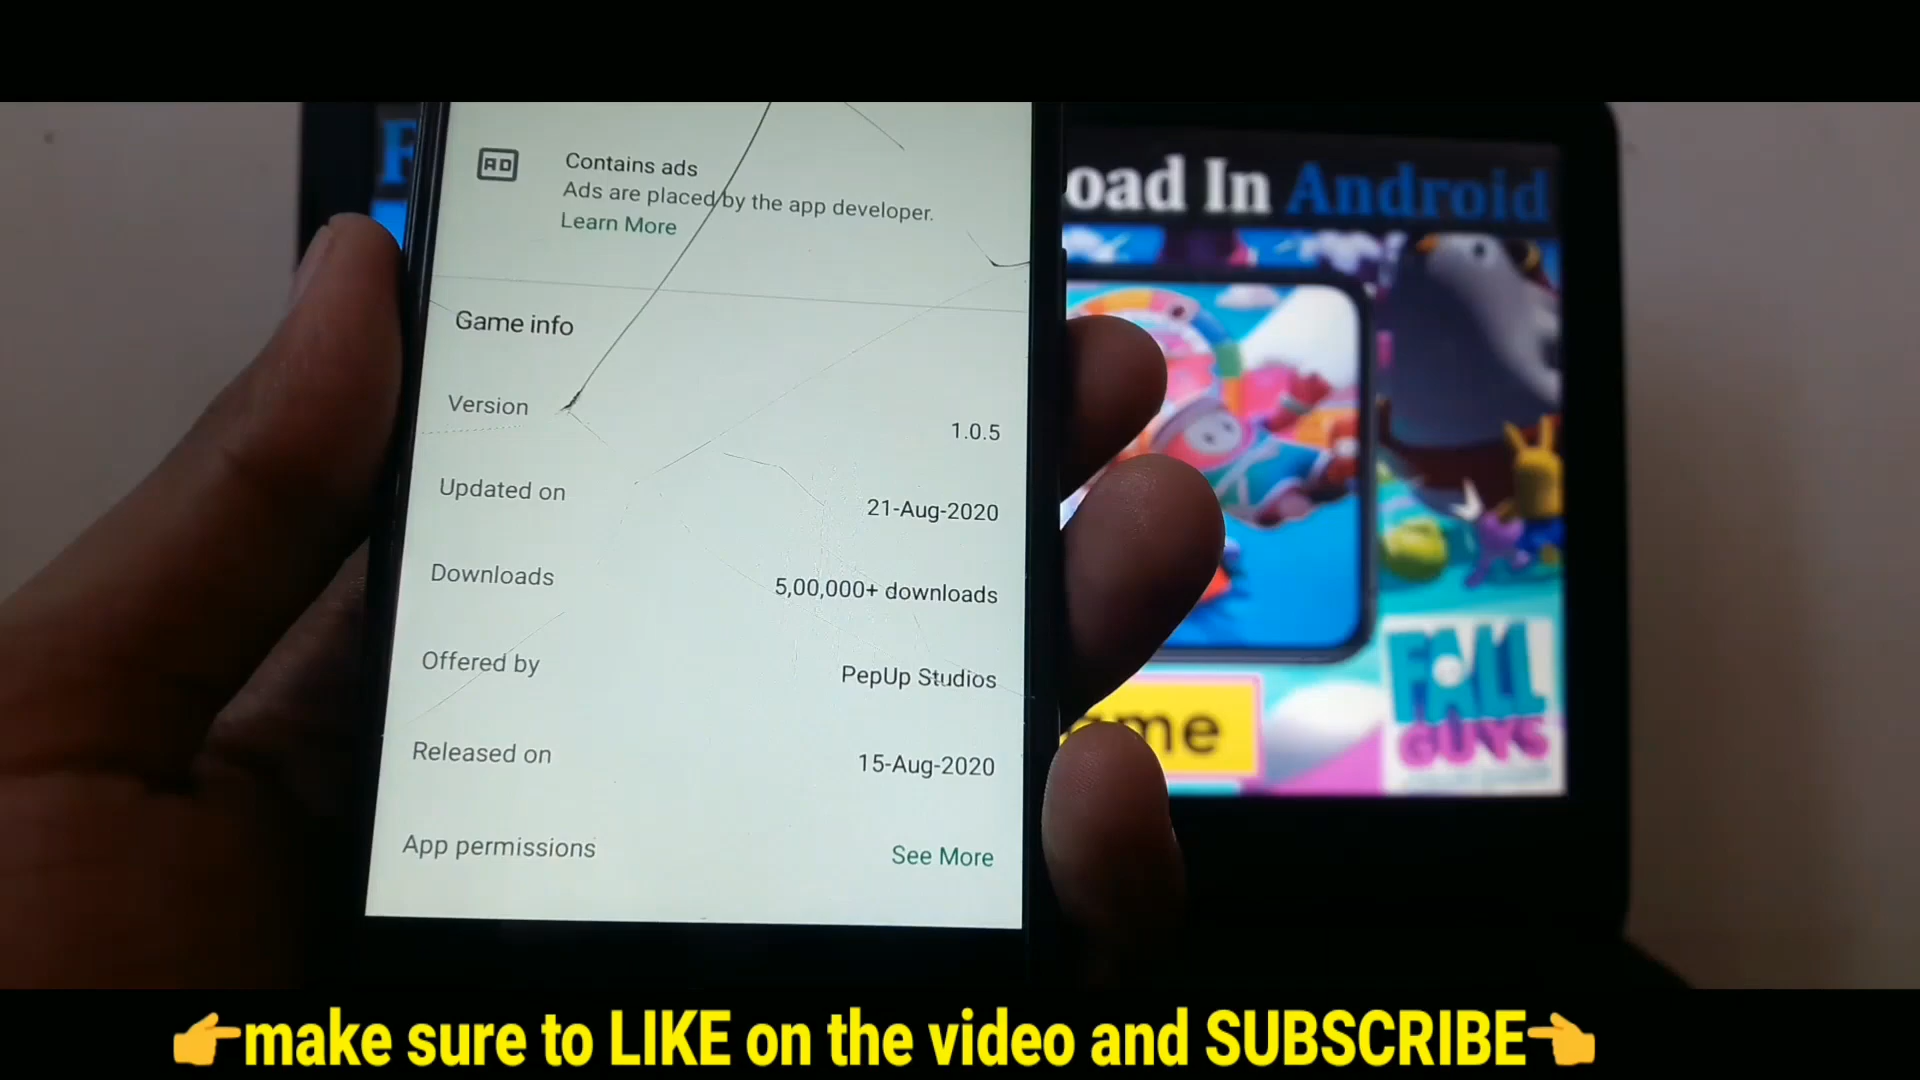 AD
Contains ads
Ads are placed by the app developer.
Learn More
Game info
Version 1.0.5
Updated on 21-Aug-2020
Downloads 5,00,000+ downloads
Offered by PepUp Studios
Released on 15-Aug-2020
App permissions See More
F
oad In Android
ame
FALL
GUYS
👉make sure to LIKE on the video and SUBSCRIBE👈